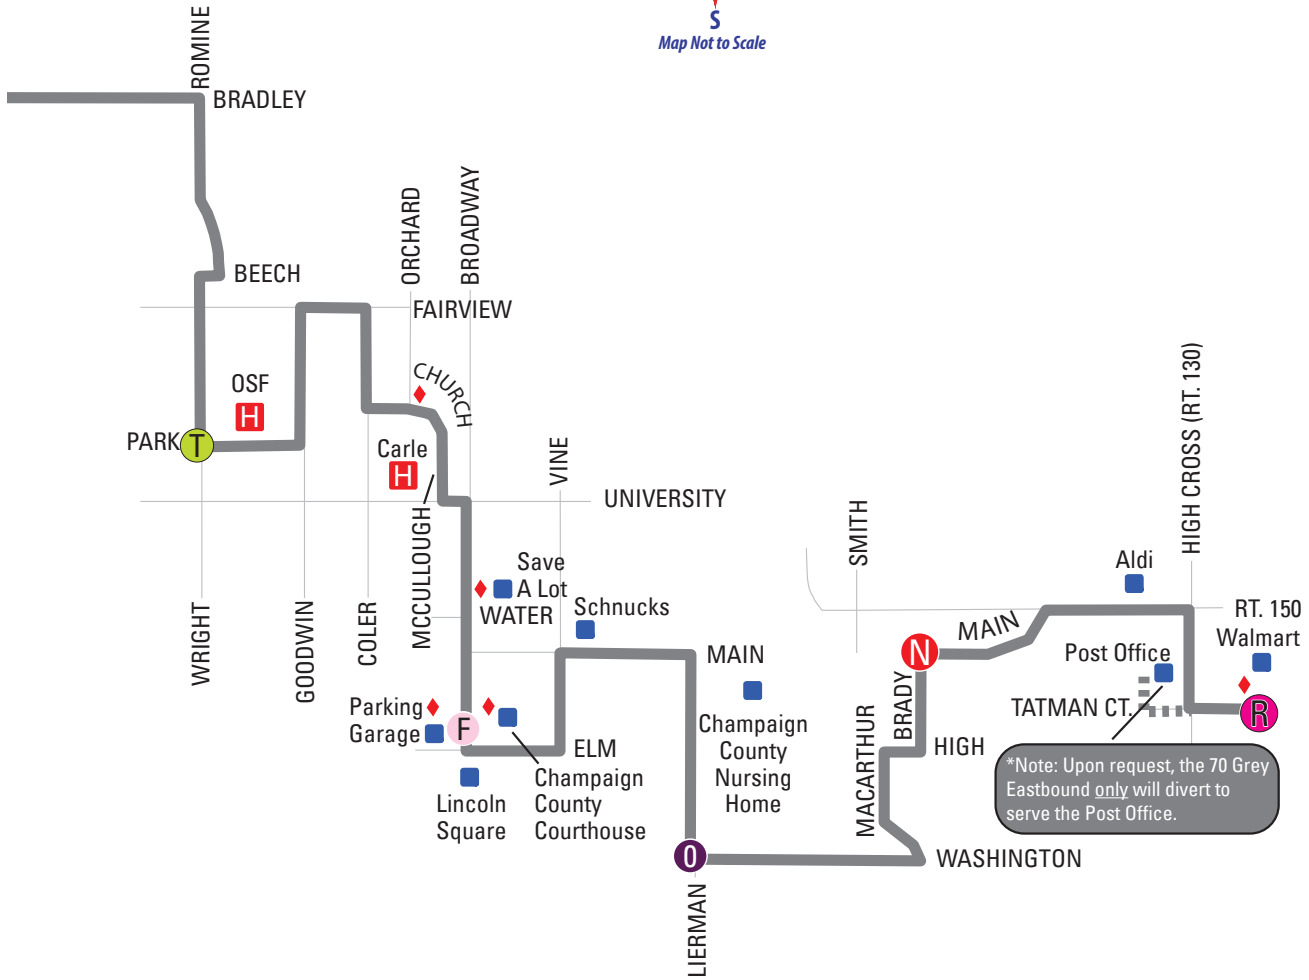 S
Map Not to Scale
ROMINE
BRADLEY
BEECH
ORCHARD
BROADWAY
FAIRVIEW
OSF
H
CHURCH
PARK
T
Carle
H
MCCULLOUGH
VINE
UNIVERSITY
WRIGHT
GOODWIN
COLER
Save
A Lot
WATER
Schnucks
MAIN
Parking
Garage
F
ELM
Champaign
County
Courthouse
Lincoln
Square
Champaign
County
Nursing
Home
O
LIERMAN
WASHINGTON
SMITH
MACARTHUR
BRADY
HIGH
N
MAIN
Aldi
HIGH CROSS (RT. 130)
RT. 150
Walmart
Post Office
TATMAN CT.
R
*Note: Upon request, the 70 Grey
Eastbound only will divert to
serve the Post Office.